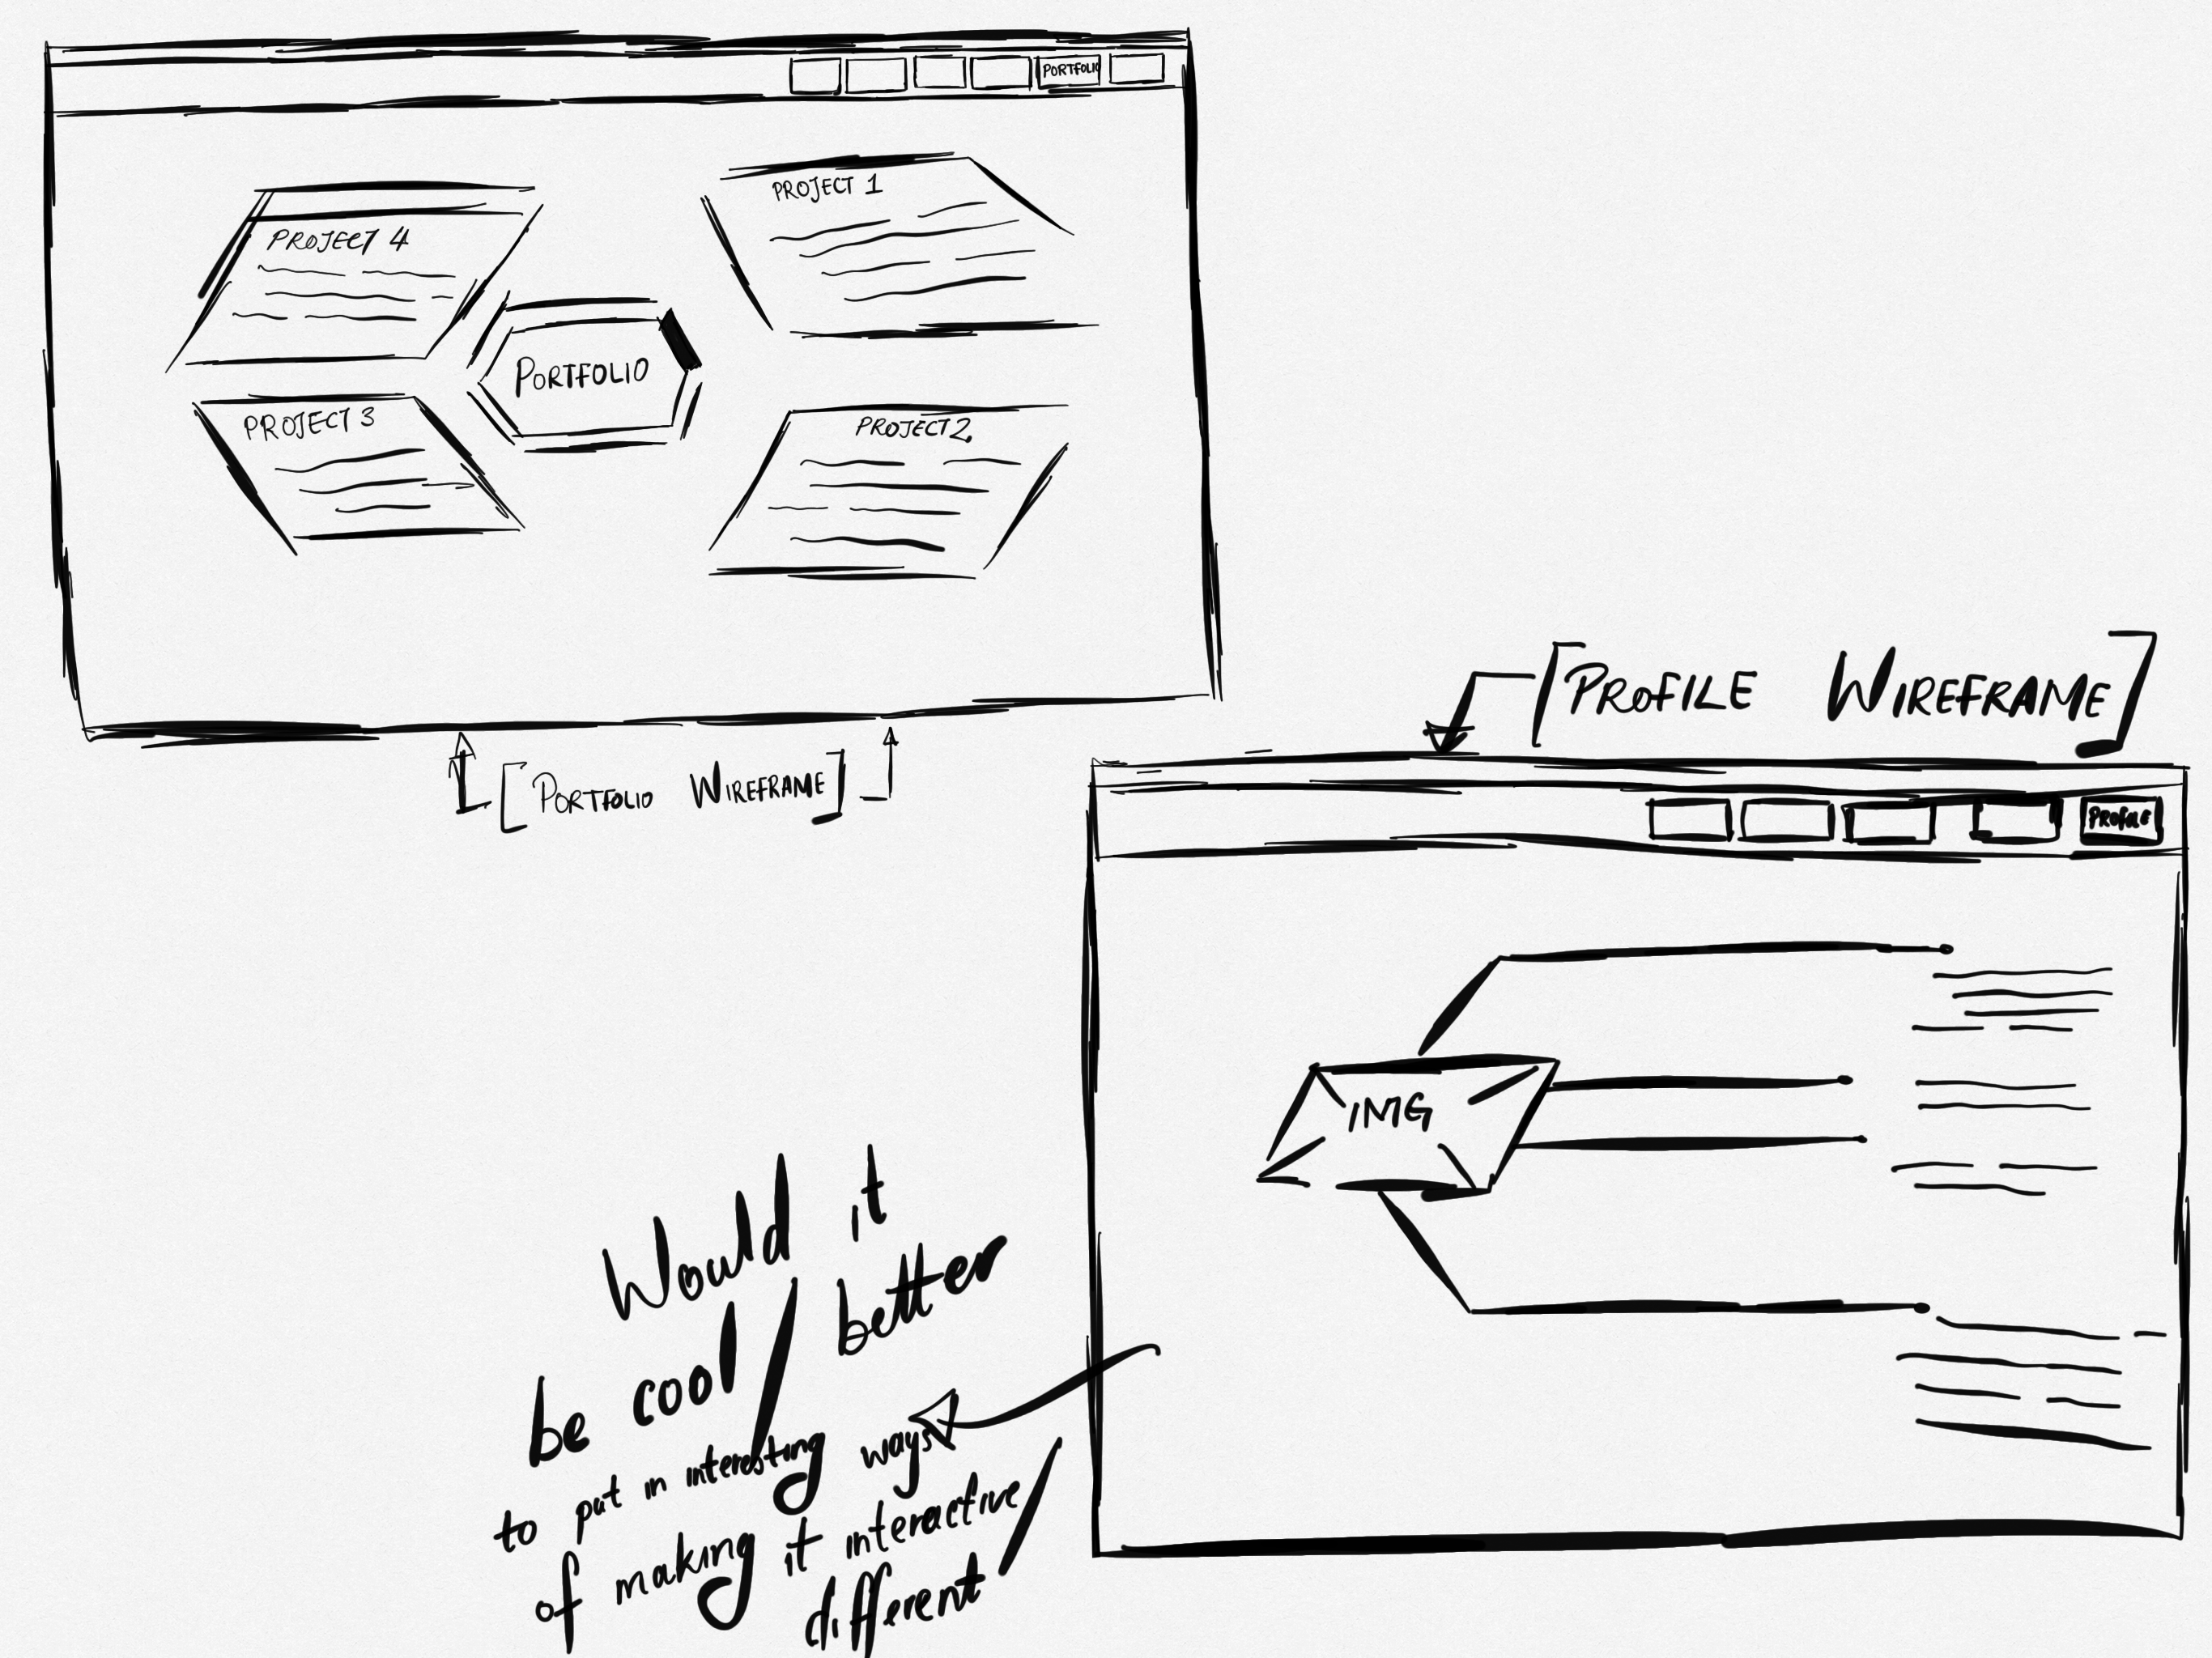 PORTFOLIO
PROJECT 1
PROJECT 4
PORTFOLIO
PROJECT 3
PROJECT 2
[PORTFOLIO WIREFRAME]
[PROFILE WIREFRAME]
PROFILE
IMG
Would it
be cool / better
to put in interesting ways
of making it interactive /
different